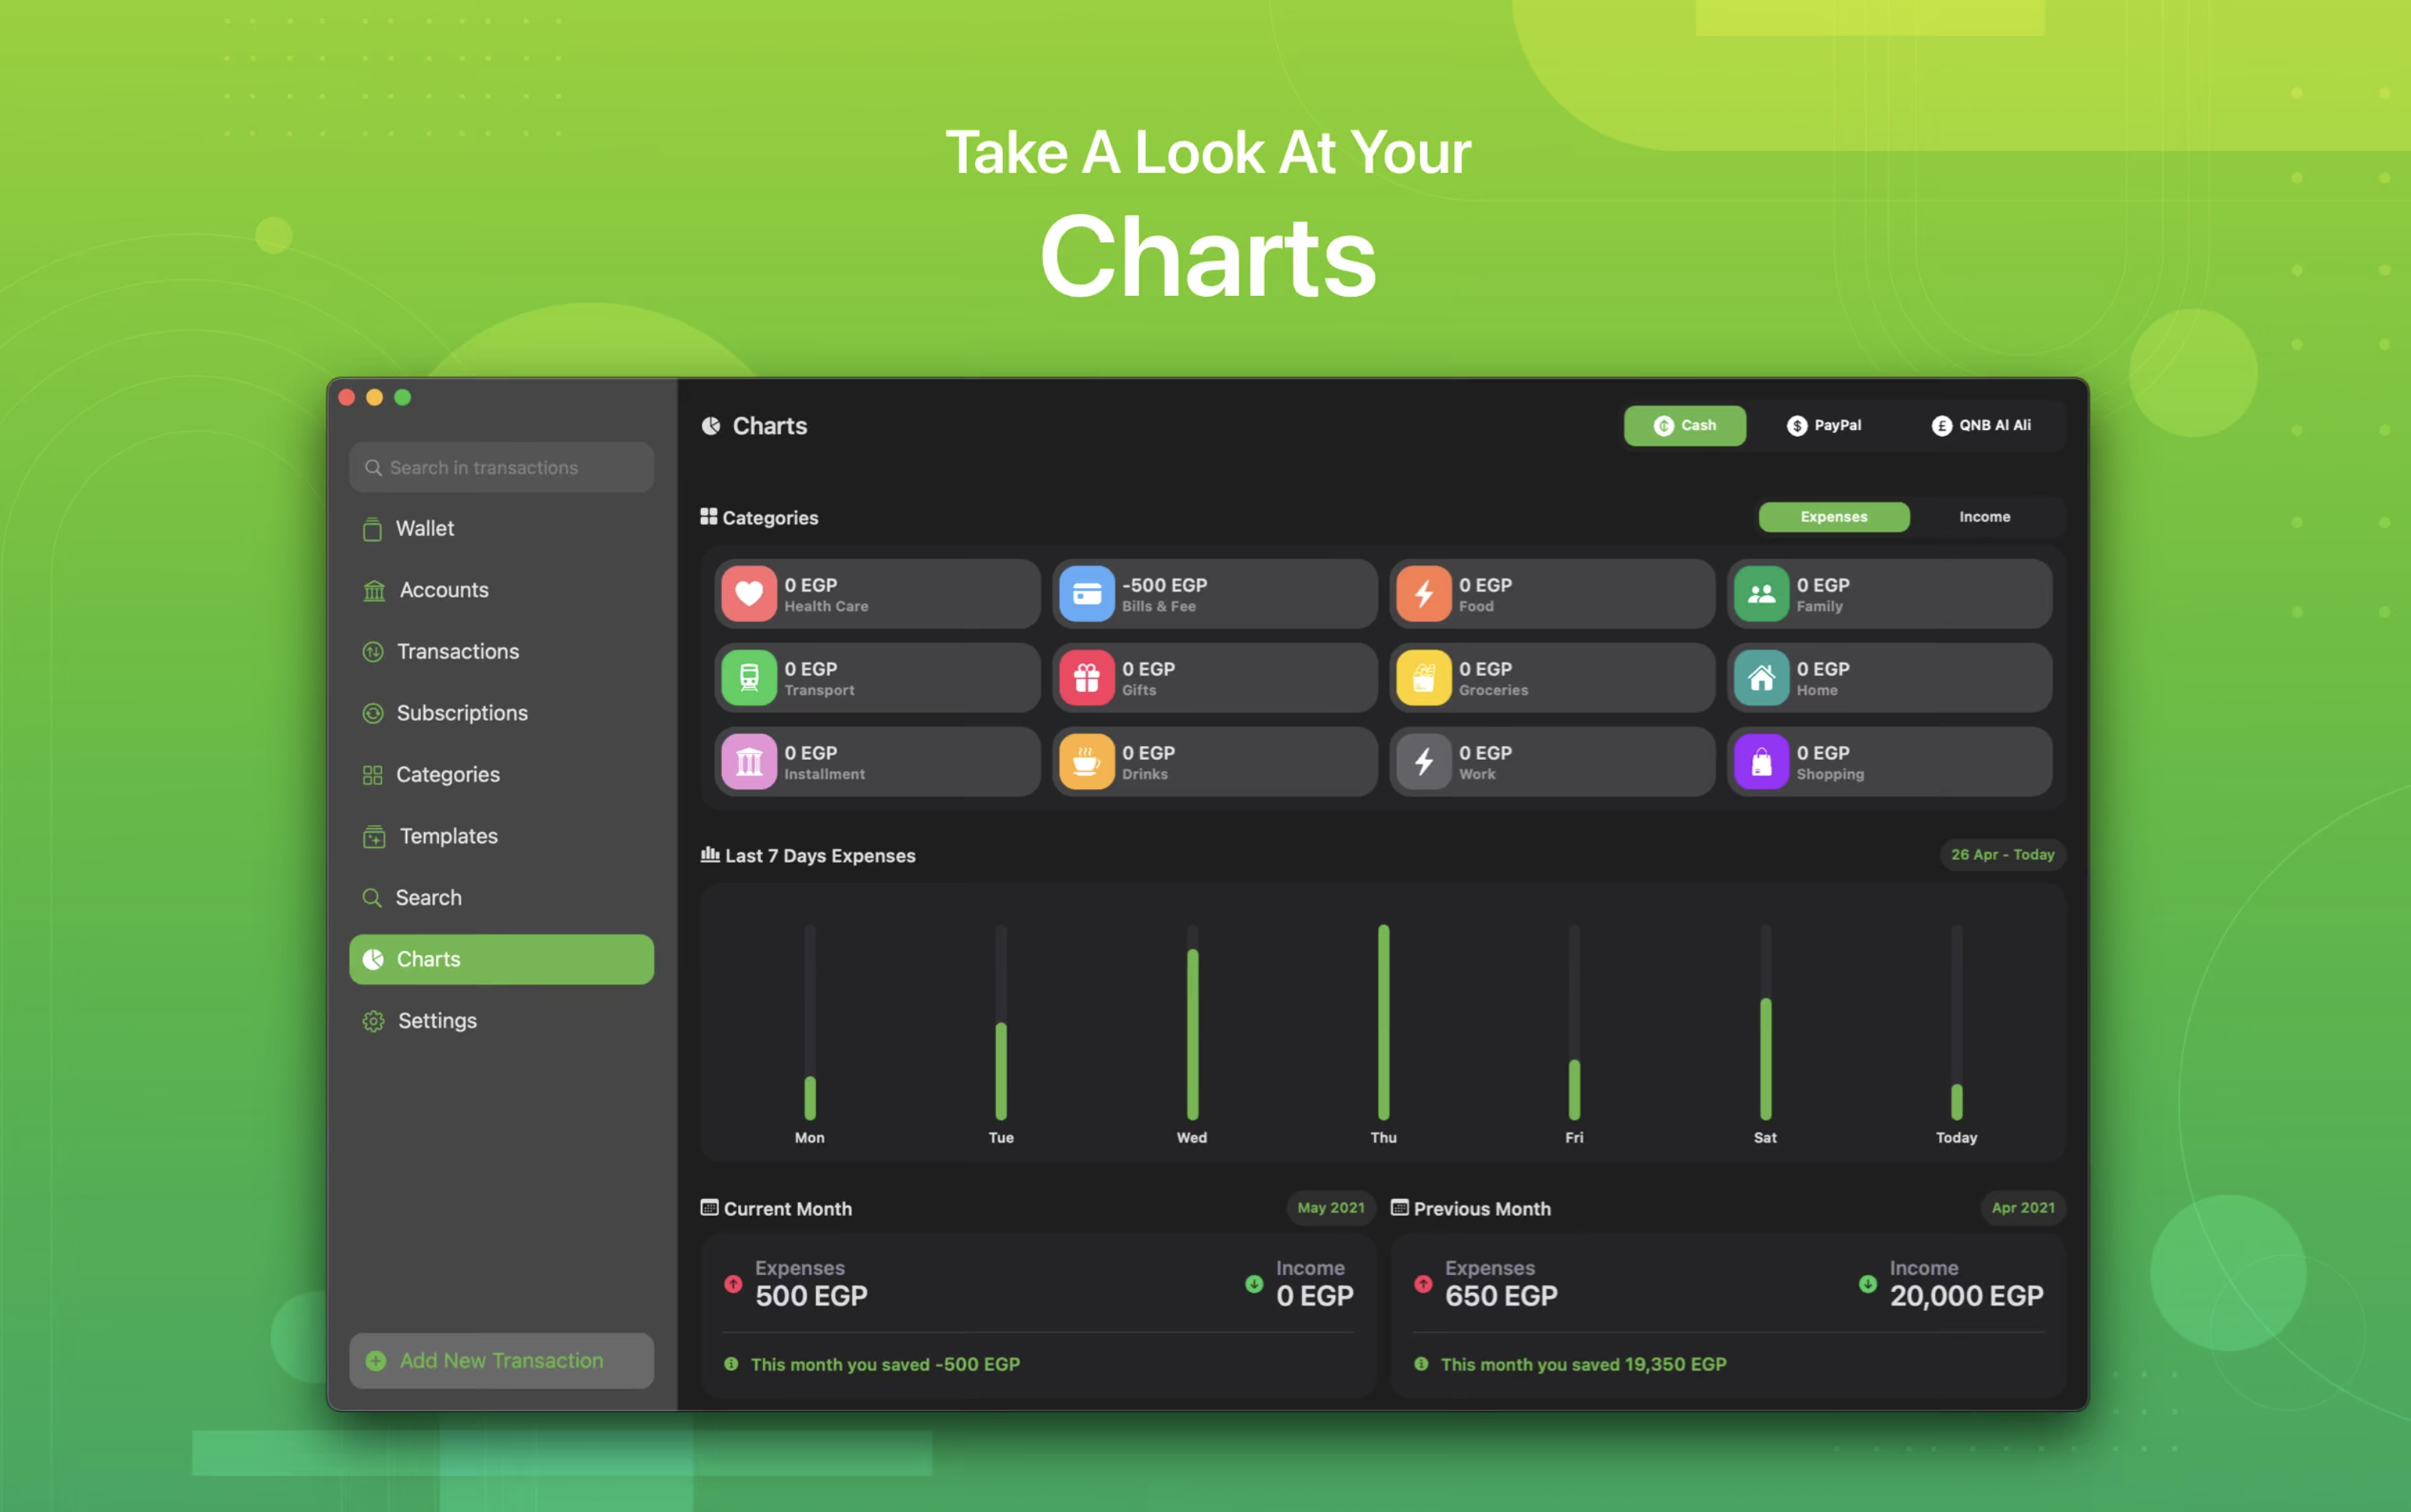 Take A Look At Your
Charts
Search in transactions
Wallet
Accounts
Transactions
Subscriptions
Categories
Templates
Search
Charts
Settings
Add New Transaction
Charts
Cash
$ PayPal
£ QNB Al Ali
Categories
Expenses
Income
0 EGP
Health Care
-500 EGP
Bills & Fee
0 EGP
Food
0 EGP
Family
0 EGP
Transport
0 EGP
Gifts
0 EGP
Groceries
0 EGP
Home
0 EGP
Installment
0 EGP
Drinks
0 EGP
Work
0 EGP
Shopping
Last 7 Days Expenses
26 Apr - Today
Mon
Tue
Wed
Thu
Fri
Sat
Today
Current Month
May 2021
Expenses
500 EGP
Income
0 EGP
This month you saved -500 EGP
Previous Month
Apr 2021
Expenses
650 EGP
Income
20,000 EGP
This month you saved 19,350 EGP